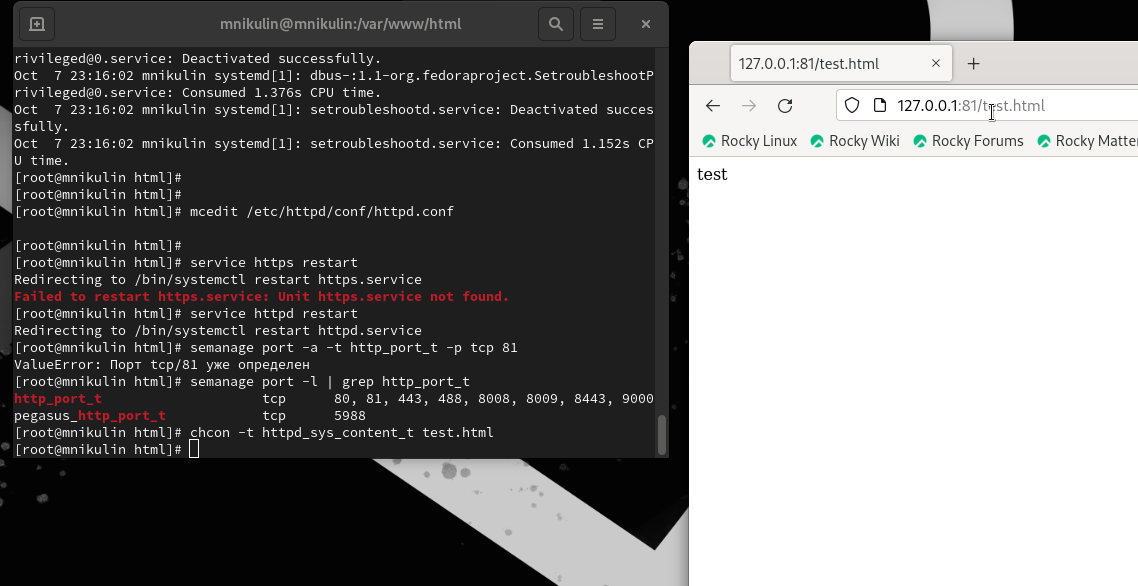 mnikulin@mnikulin:/var/www/html
rivileged@0.service: Deactivated successfully.
Oct  7 23:16:02 mnikulin systemd[1]: dbus-:1.1-org.fedoraproject.SetroubleshootP
rivileged@0.service: Consumed 1.376s CPU time.
Oct  7 23:16:02 mnikulin systemd[1]: setroubleshootd.service: Deactivated succes
sfully.
Oct  7 23:16:02 mnikulin systemd[1]: setroubleshootd.service: Consumed 1.152s CP
U time.
[root@mnikulin html]#
[root@mnikulin html]#
[root@mnikulin html]# mcedit /etc/httpd/conf/httpd.conf
[root@mnikulin html]#
[root@mnikulin html]# service https restart
Redirecting to /bin/systemctl restart https.service
Failed to restart https.service: Unit https.service not found.
[root@mnikulin html]# service httpd restart
Redirecting to /bin/systemctl restart httpd.service
[root@mnikulin html]# semanage port -a -t http_port_t -p tcp 81
ValueError: Порт tcp/81 уже определен
[root@mnikulin html]# semanage port -l | grep http_port_t
http_port_t                    tcp      80, 81, 443, 488, 8008, 8009, 8443, 9000
pegasus_http_port_t            tcp      5988
[root@mnikulin html]# chcon -t httpd_sys_content_t test.html
[root@mnikulin html]#
127.0.0.1:81/test.html
127.0.0.1:81/test.html
Rocky Linux Rocky Wiki Rocky Forums Rocky Matter
test